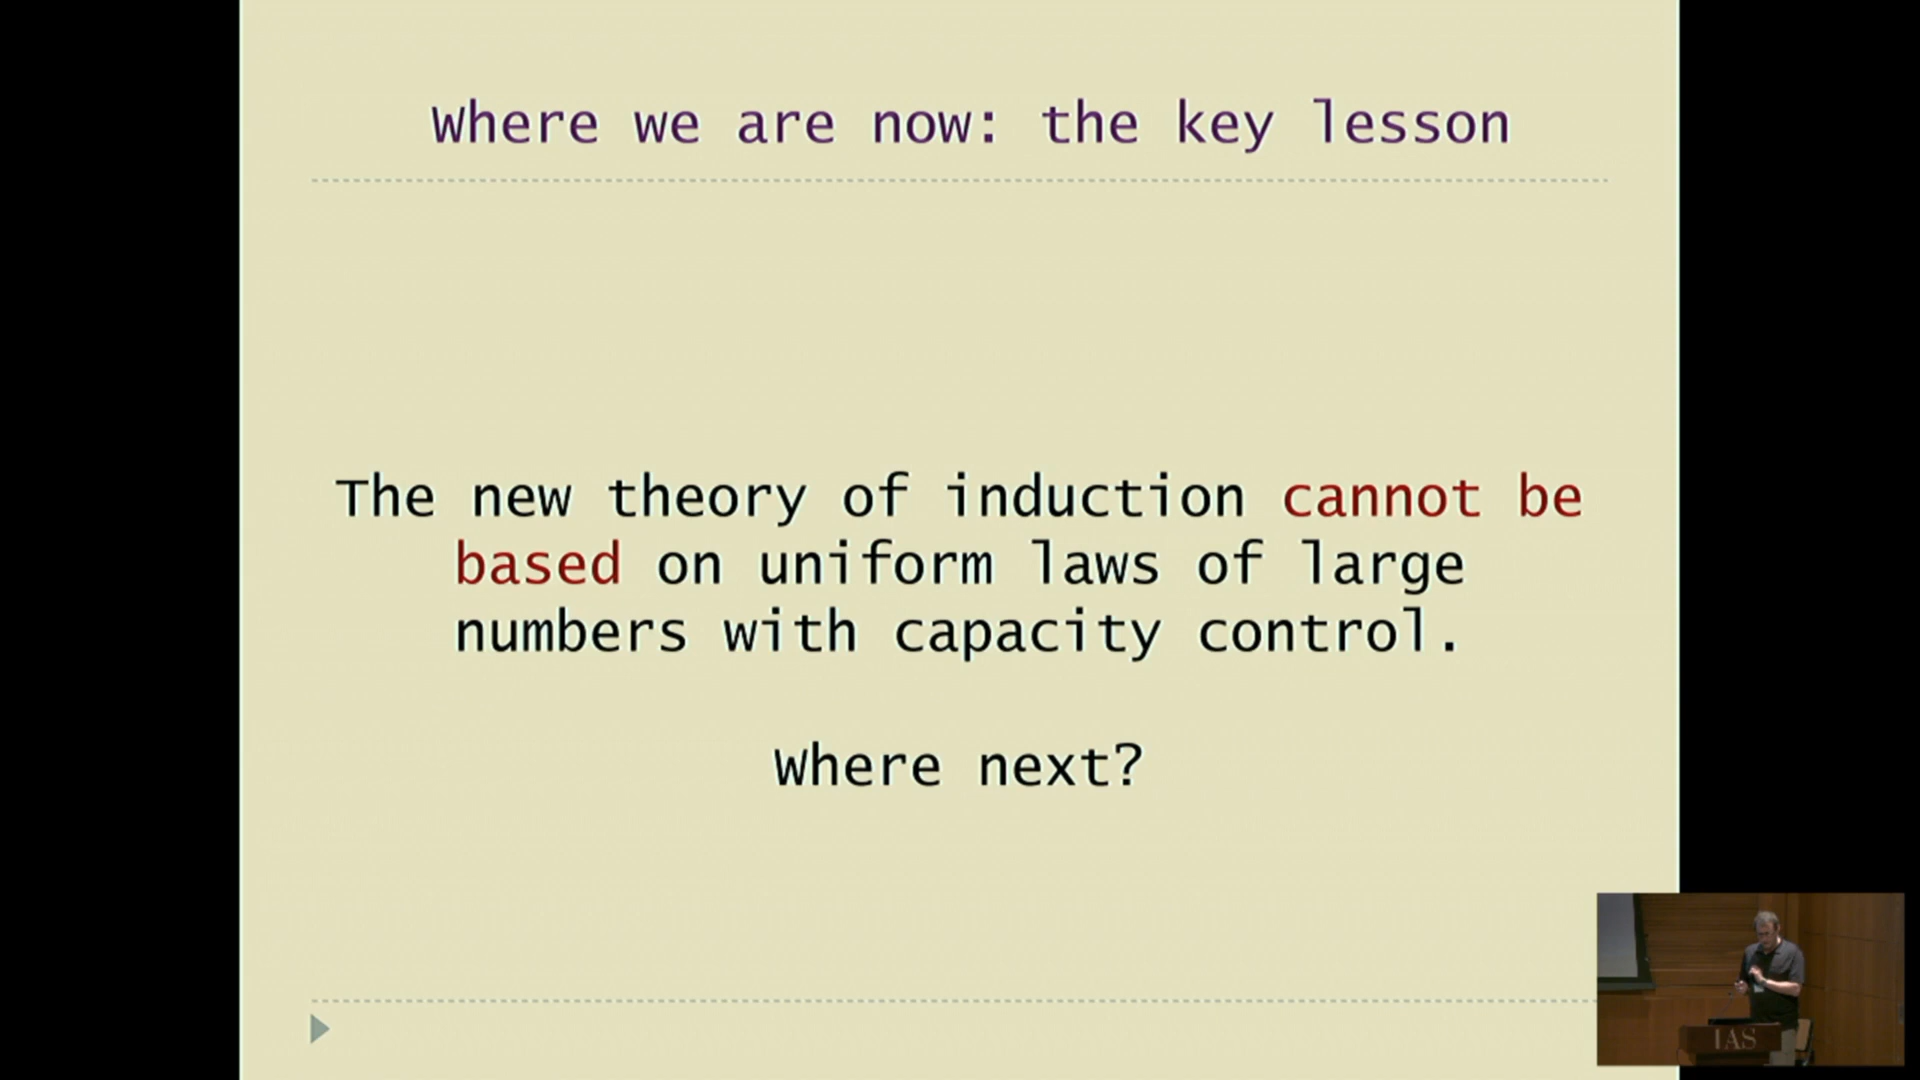 Where we are now: the key lesson
The new theory of induction cannot be
based on uniform laws of large
numbers with capacity control.
Where next?
IAS